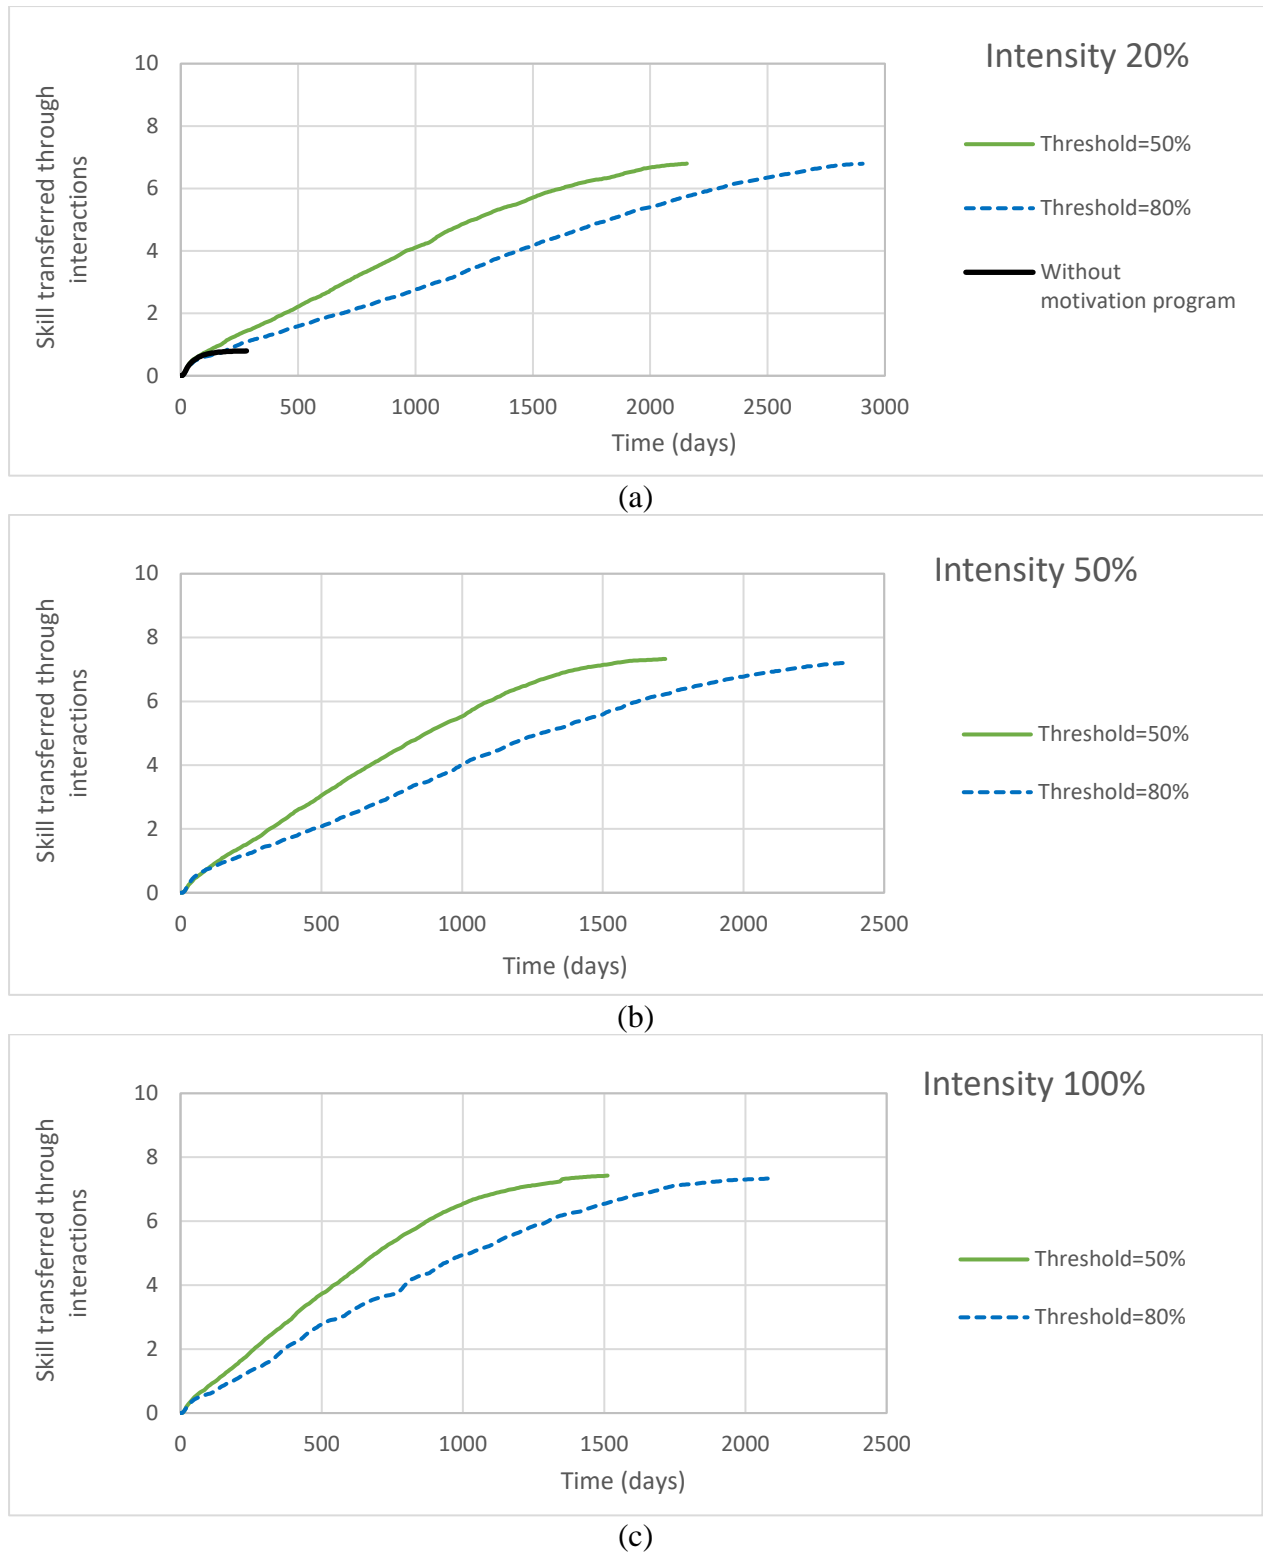 Intensity 20%
Skill transferred through
interactions
10
8
6
4
2
0
0 500 1000 1500 2000 2500 3000
Time (days)
Threshold=50%
Threshold=80%
Without
motivation program
(a)
Intensity 50%
Skill transferred through
interactions
10
8
6
4
2
0
0 500 1000 1500 2000 2500
Time (days)
Threshold=50%
Threshold=80%
(b)
Intensity 100%
Skill transferred through
interactions
10
8
6
4
2
0
0 500 1000 1500 2000 2500
Time (days)
Threshold=50%
Threshold=80%
(c)